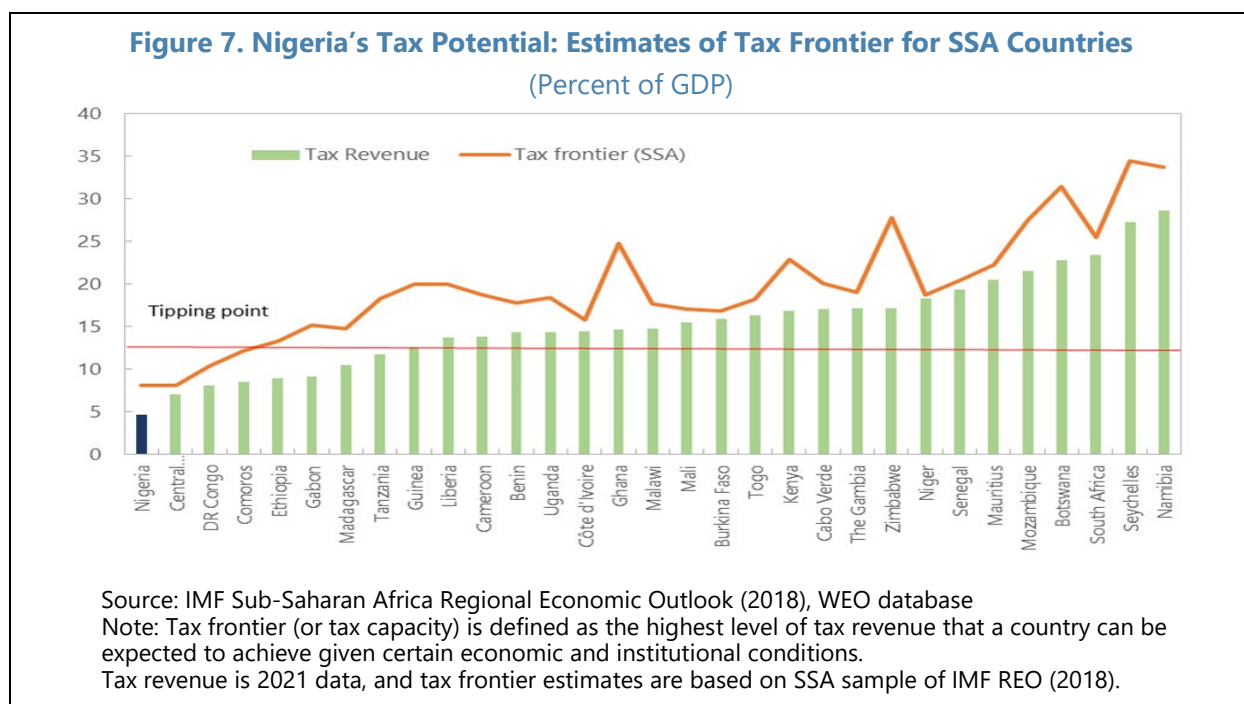 Figure 7. Nigeria’s Tax Potential: Estimates of Tax Frontier for SSA Countries
(Percent of GDP)
40
35
30
25
20
15
10
5
0
Tax Revenue
Tax frontier (SSA)
Tipping point
Nigeria
Central...
DR Congo
Comoros
Ethiopia
Gabon
Madagascar
Tanzania
Guinea
Liberia
Cameroon
Benin
Uganda
Côte d'Ivoire
Ghana
Malawi
Mali
Burkina Faso
Togo
Kenya
Cabo Verde
The Gambia
Zimbabwe
Niger
Senegal
Mauritius
Mozambique
Botswana
South Africa
Seychelles
Namibia
Source: IMF Sub-Saharan Africa Regional Economic Outlook (2018), WEO database
Note: Tax frontier (or tax capacity) is defined as the highest level of tax revenue that a country can be
expected to achieve given certain economic and institutional conditions.
Tax revenue is 2021 data, and tax frontier estimates are based on SSA sample of IMF REO (2018).